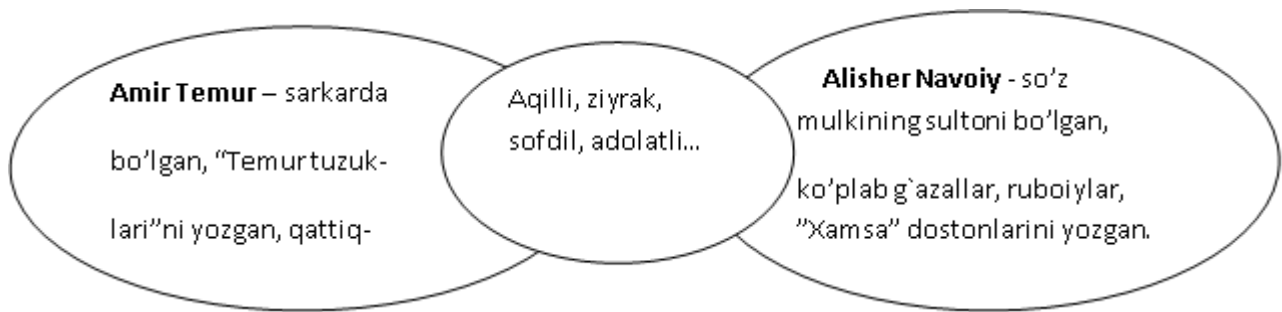 Amir Temur – sarkarda
bo’lgan, “Temur tuzuk-
lari”ni yozgan, qattiq-
Aqilli, ziyrak,
sofdil, adolatli...
Alisher Navoiy - so’z
mulkining sultoni bo’lgan,
ko’plab g`azallar, ruboiylar,
”Xamsa” dostonlarini yozgan.